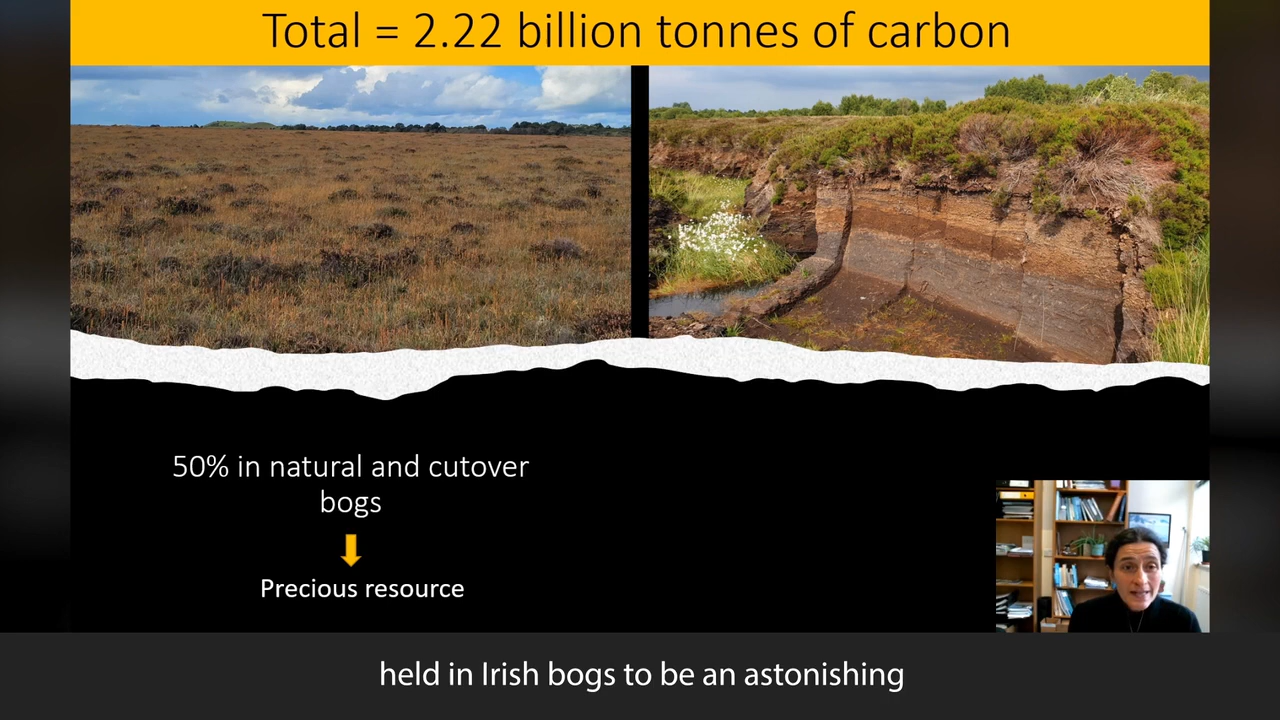 Total = 2.22 billion tonnes of carbon
50% in natural and cutover
bogs
Precious resource
held in Irish bogs to be an astonishing